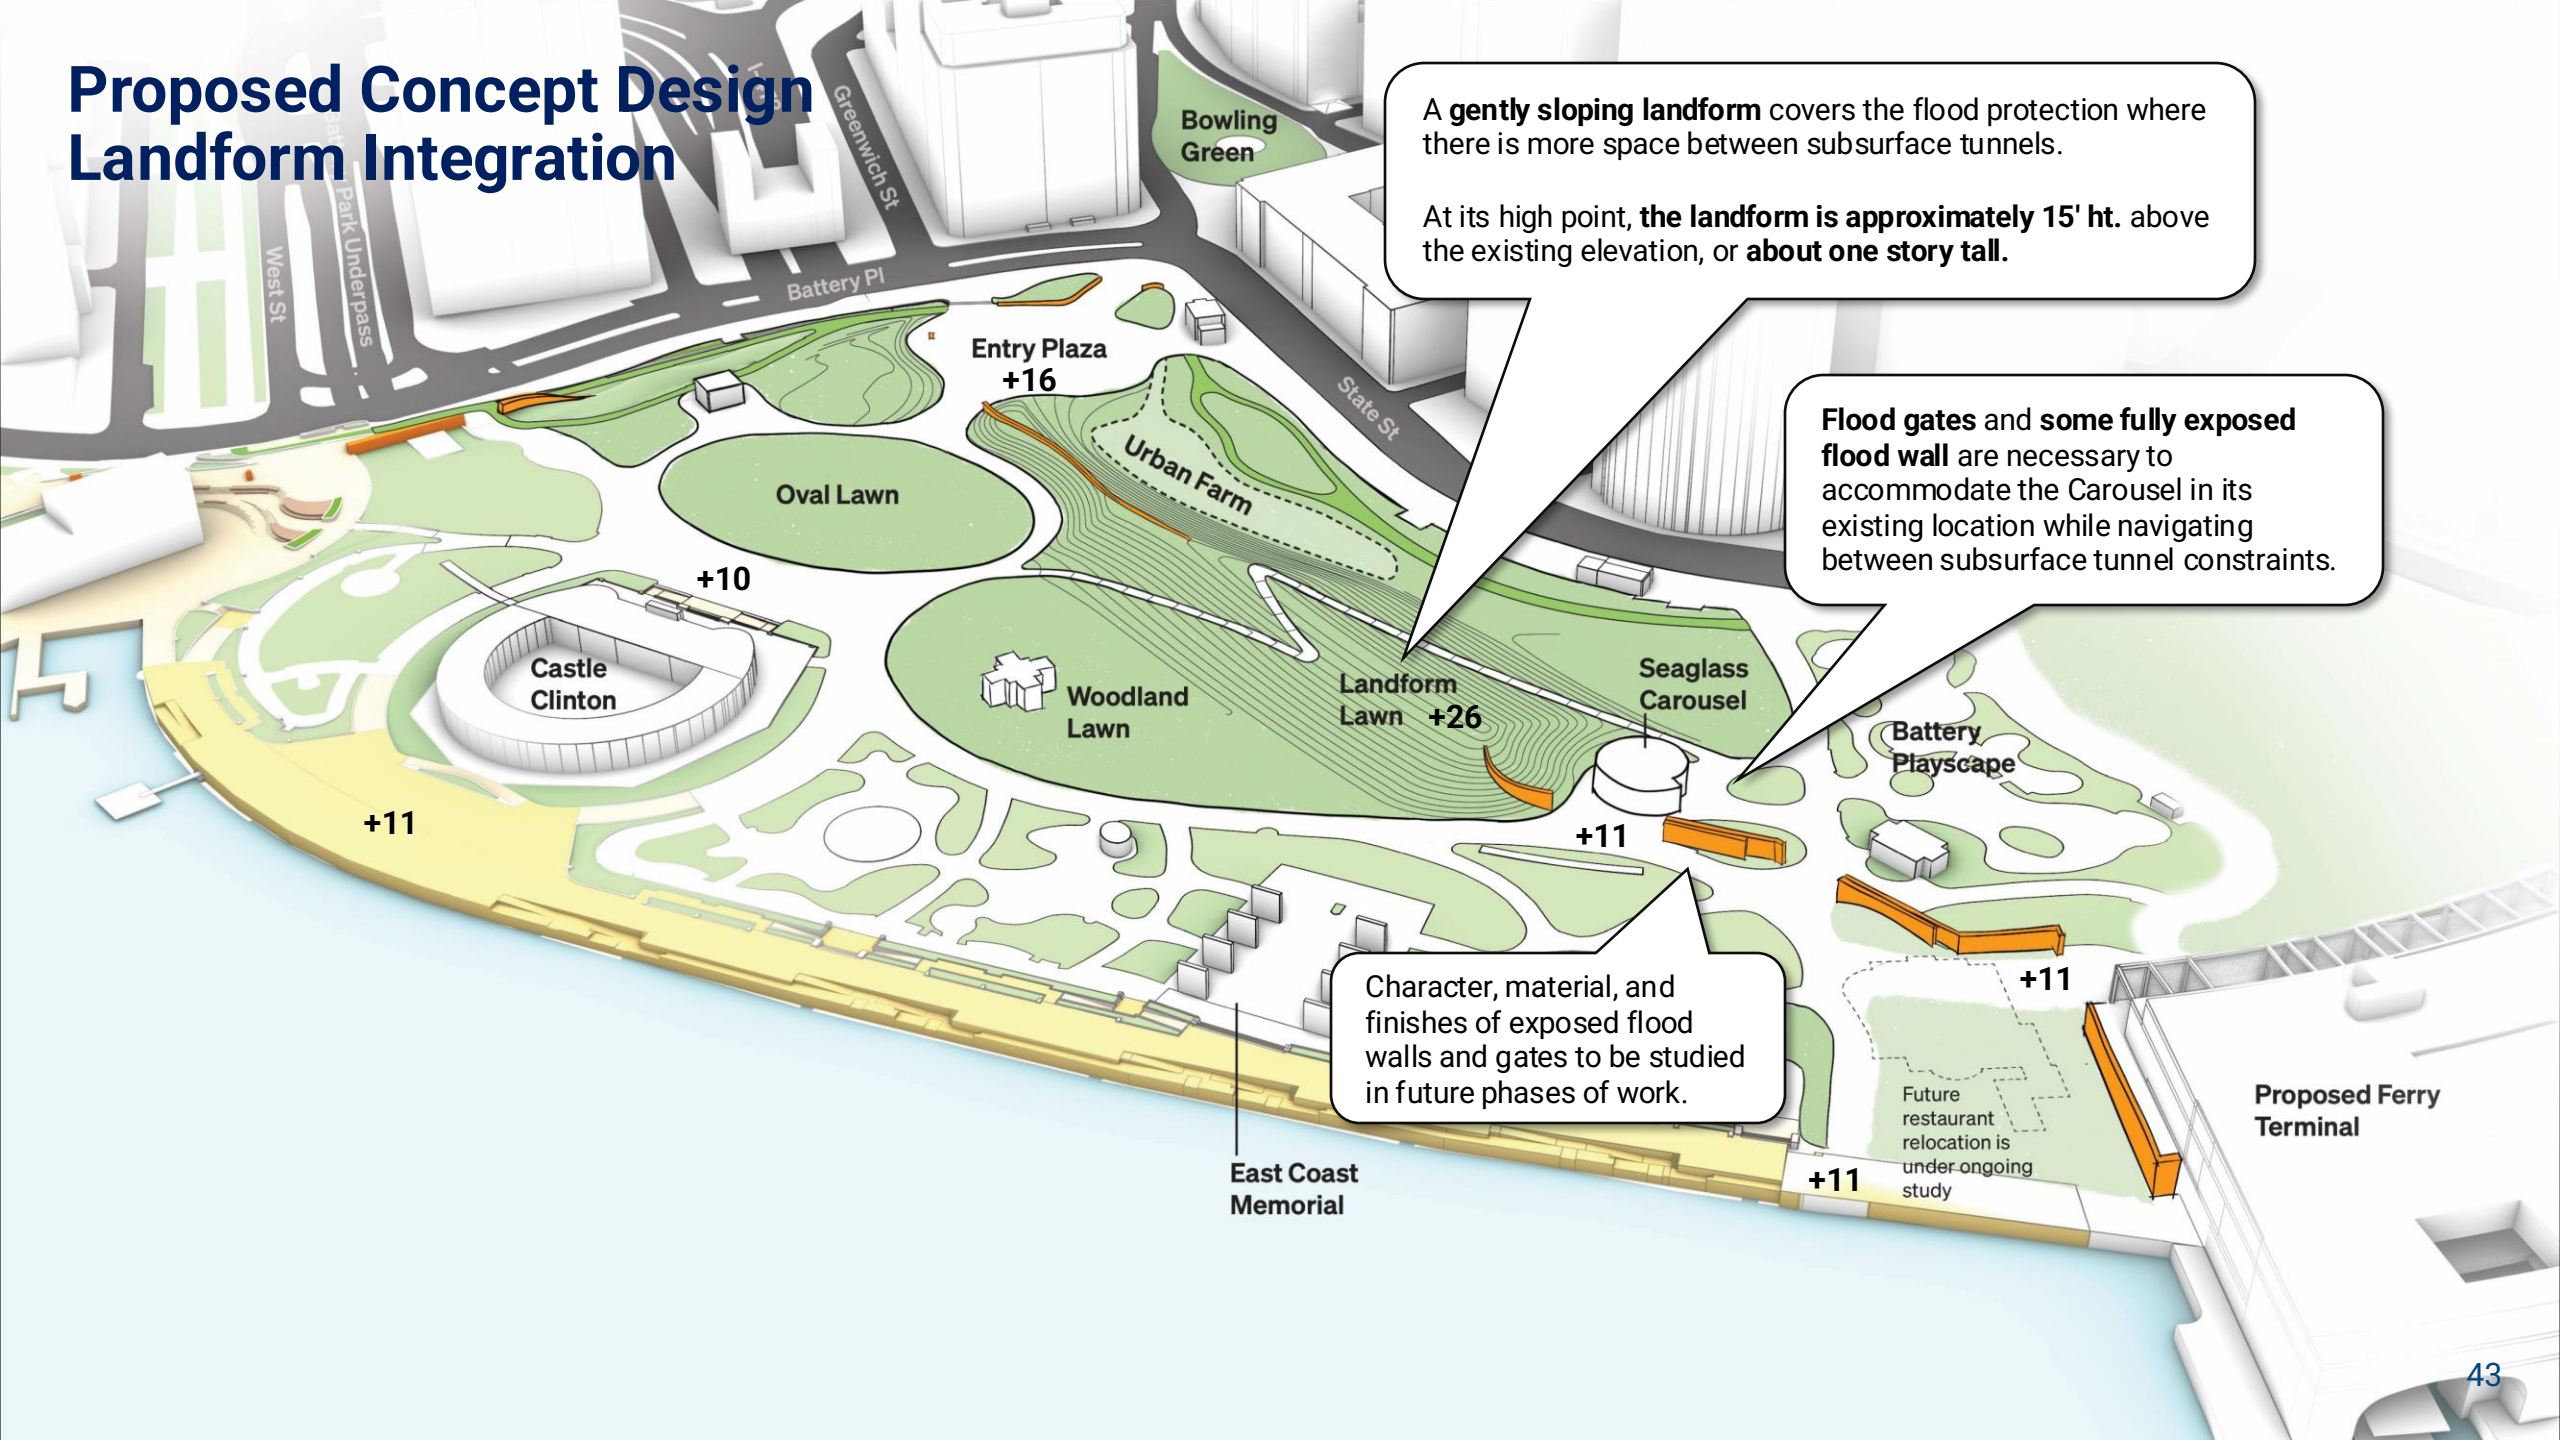 Proposed Concept Design
Landform Integration
A gently sloping landform covers the flood protection where
there is more space between subsurface tunnels.
At its high point, the landform is approximately 15' ht. above
the existing elevation, or about one story tall.
Flood gates and some fully exposed
flood wall are necessary to
accommodate the Carousel in its
existing location while navigating
between subsurface tunnel constraints.
Character, material, and
finishes of exposed flood
walls and gates to be studied
in future phases of work.
Bowling
Green
Greenwich St
West St
Battery Park Underpass
Battery Pl
State St
Entry Plaza
+16
Urban Farm
Oval Lawn
+10
Castle
Clinton
Woodland
Lawn
Landform
Lawn +26
Seaglass
Carousel
Battery
Playscape
+11
+11
+11
+11
East Coast
Memorial
Future
restaurant
relocation is
under ongoing
study
Proposed Ferry
Terminal
43